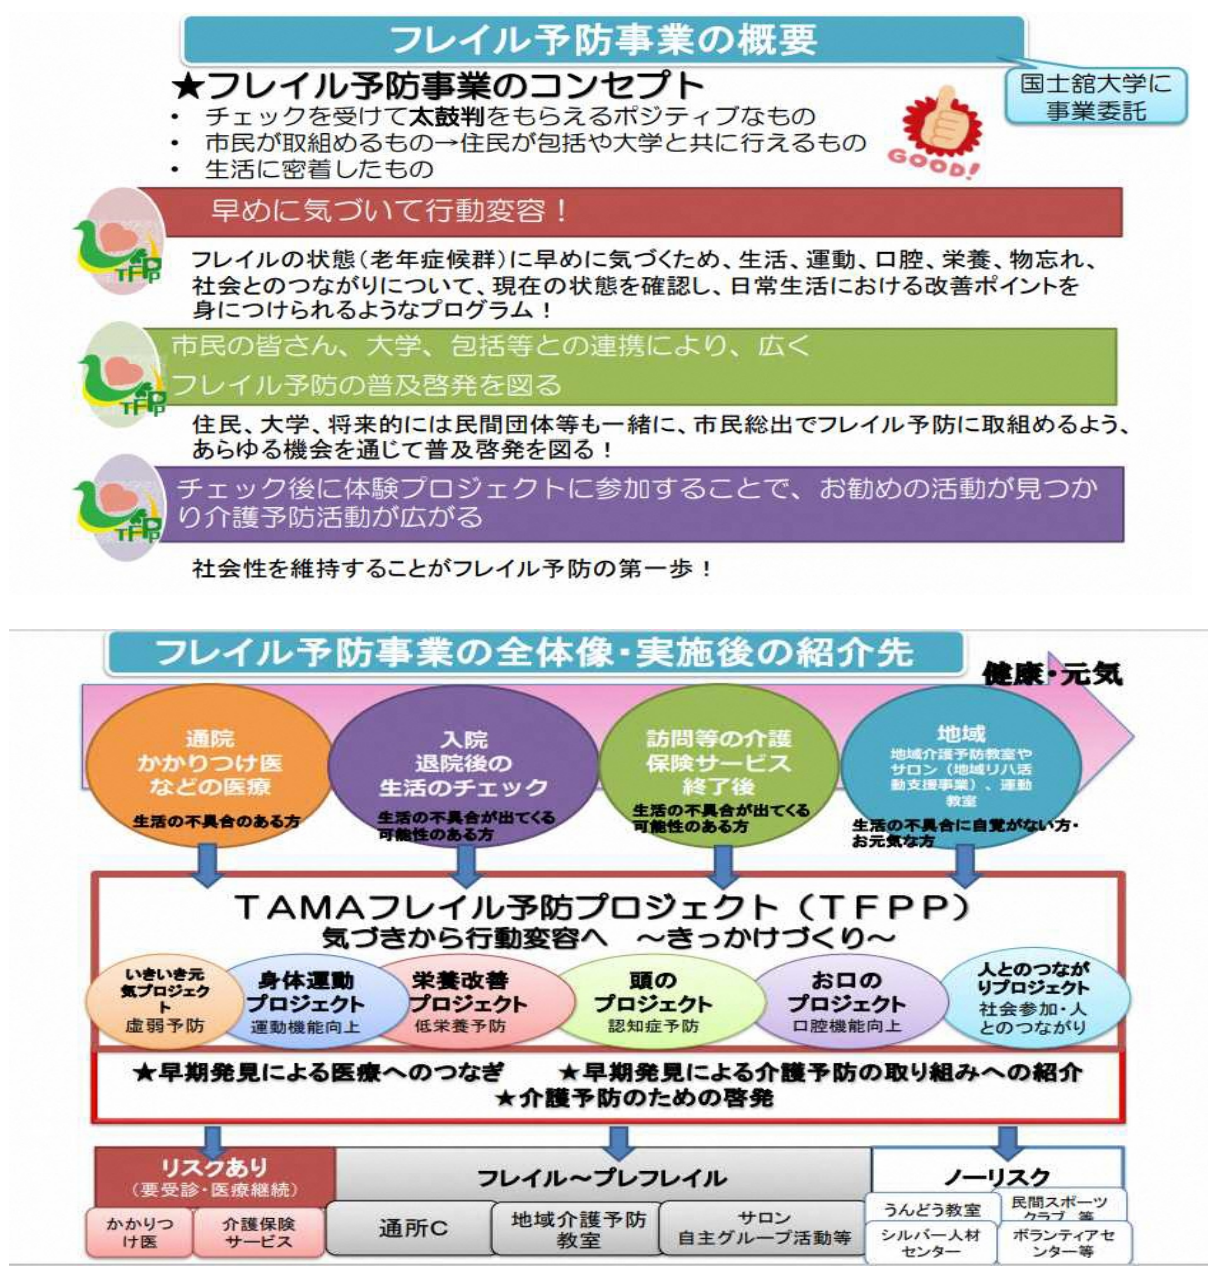 フレイル予防事業の概要
国士舘大学に
事業委託
★フレイル予防事業のコンセプト
• チェックを受けて太鼓判をもらえるポジティブなもの
• 市民が取組めるもの→住民が包括や大学と共に行えるもの
• 生活に密着したもの
GOOD!
早めに気づいて行動変容！
TFPP
フレイルの状態（老年症候群）に早めに気づくため、生活、運動、口腔、栄養、物忘れ、
社会とのつながりについて、現在の状態を確認し、日常生活における改善ポイントを
身につけられるようなプログラム！
市民の皆さん、大学、包括等との連携により、広く
フレイル予防の普及啓発を図る
TFPP
住民、大学、将来的には民間団体等も一緒に、市民総出でフレイル予防に取組めるよう、
あらゆる機会を通じて普及啓発を図る！
チェック後に体験プロジェクトに参加することで、お勧めの活動が見つか
り介護予防活動が広がる
TFPP
社会性を維持することがフレイル予防の第一歩！
フレイル予防事業の全体像・実施後の紹介先
健康・元気
通院
かかりつけ医
などの医療
生活の不具合のある方
入院
退院後の
生活のチェック
生活の不具合が出てくる
可能性のある方
訪問等の介護
保険サービス
終了後
生活の不具合が出てくる
可能性のある方
地域
地域介護予防教室や
サロン（地域リハ活
動支援事業）、運動
教室
生活の不具合に自覚がない方・
お元気な方
ＴＡＭＡフレイル予防プロジェクト（ＴＦＰＰ）
気づきから行動変容へ　～きっかけづくり～
いきいき元
気プロジェク
ト
虚弱予防
身体運動
プロジェクト
運動機能向上
栄養改善
プロジェクト
低栄養予防
頭の
プロジェクト
認知症予防
お口の
プロジェクト
口腔機能向上
人とのつなが
りプロジェクト
社会参加・人
とのつながり
★早期発見による医療へのつなぎ　★早期発見による介護予防の取り組みへの紹介
★介護予防のための啓発
リスクあり
（要受診・医療継続）
かかりつ
け医
介護保険
サービス
フレイル～プレフレイル
通所C
地域介護予防
教室
サロン
自主グループ活動等
ノーリスク
うんどう教室
民間スポーツ
クラブ　等
シルバー人材
センター
ボランティアセ
ンター等